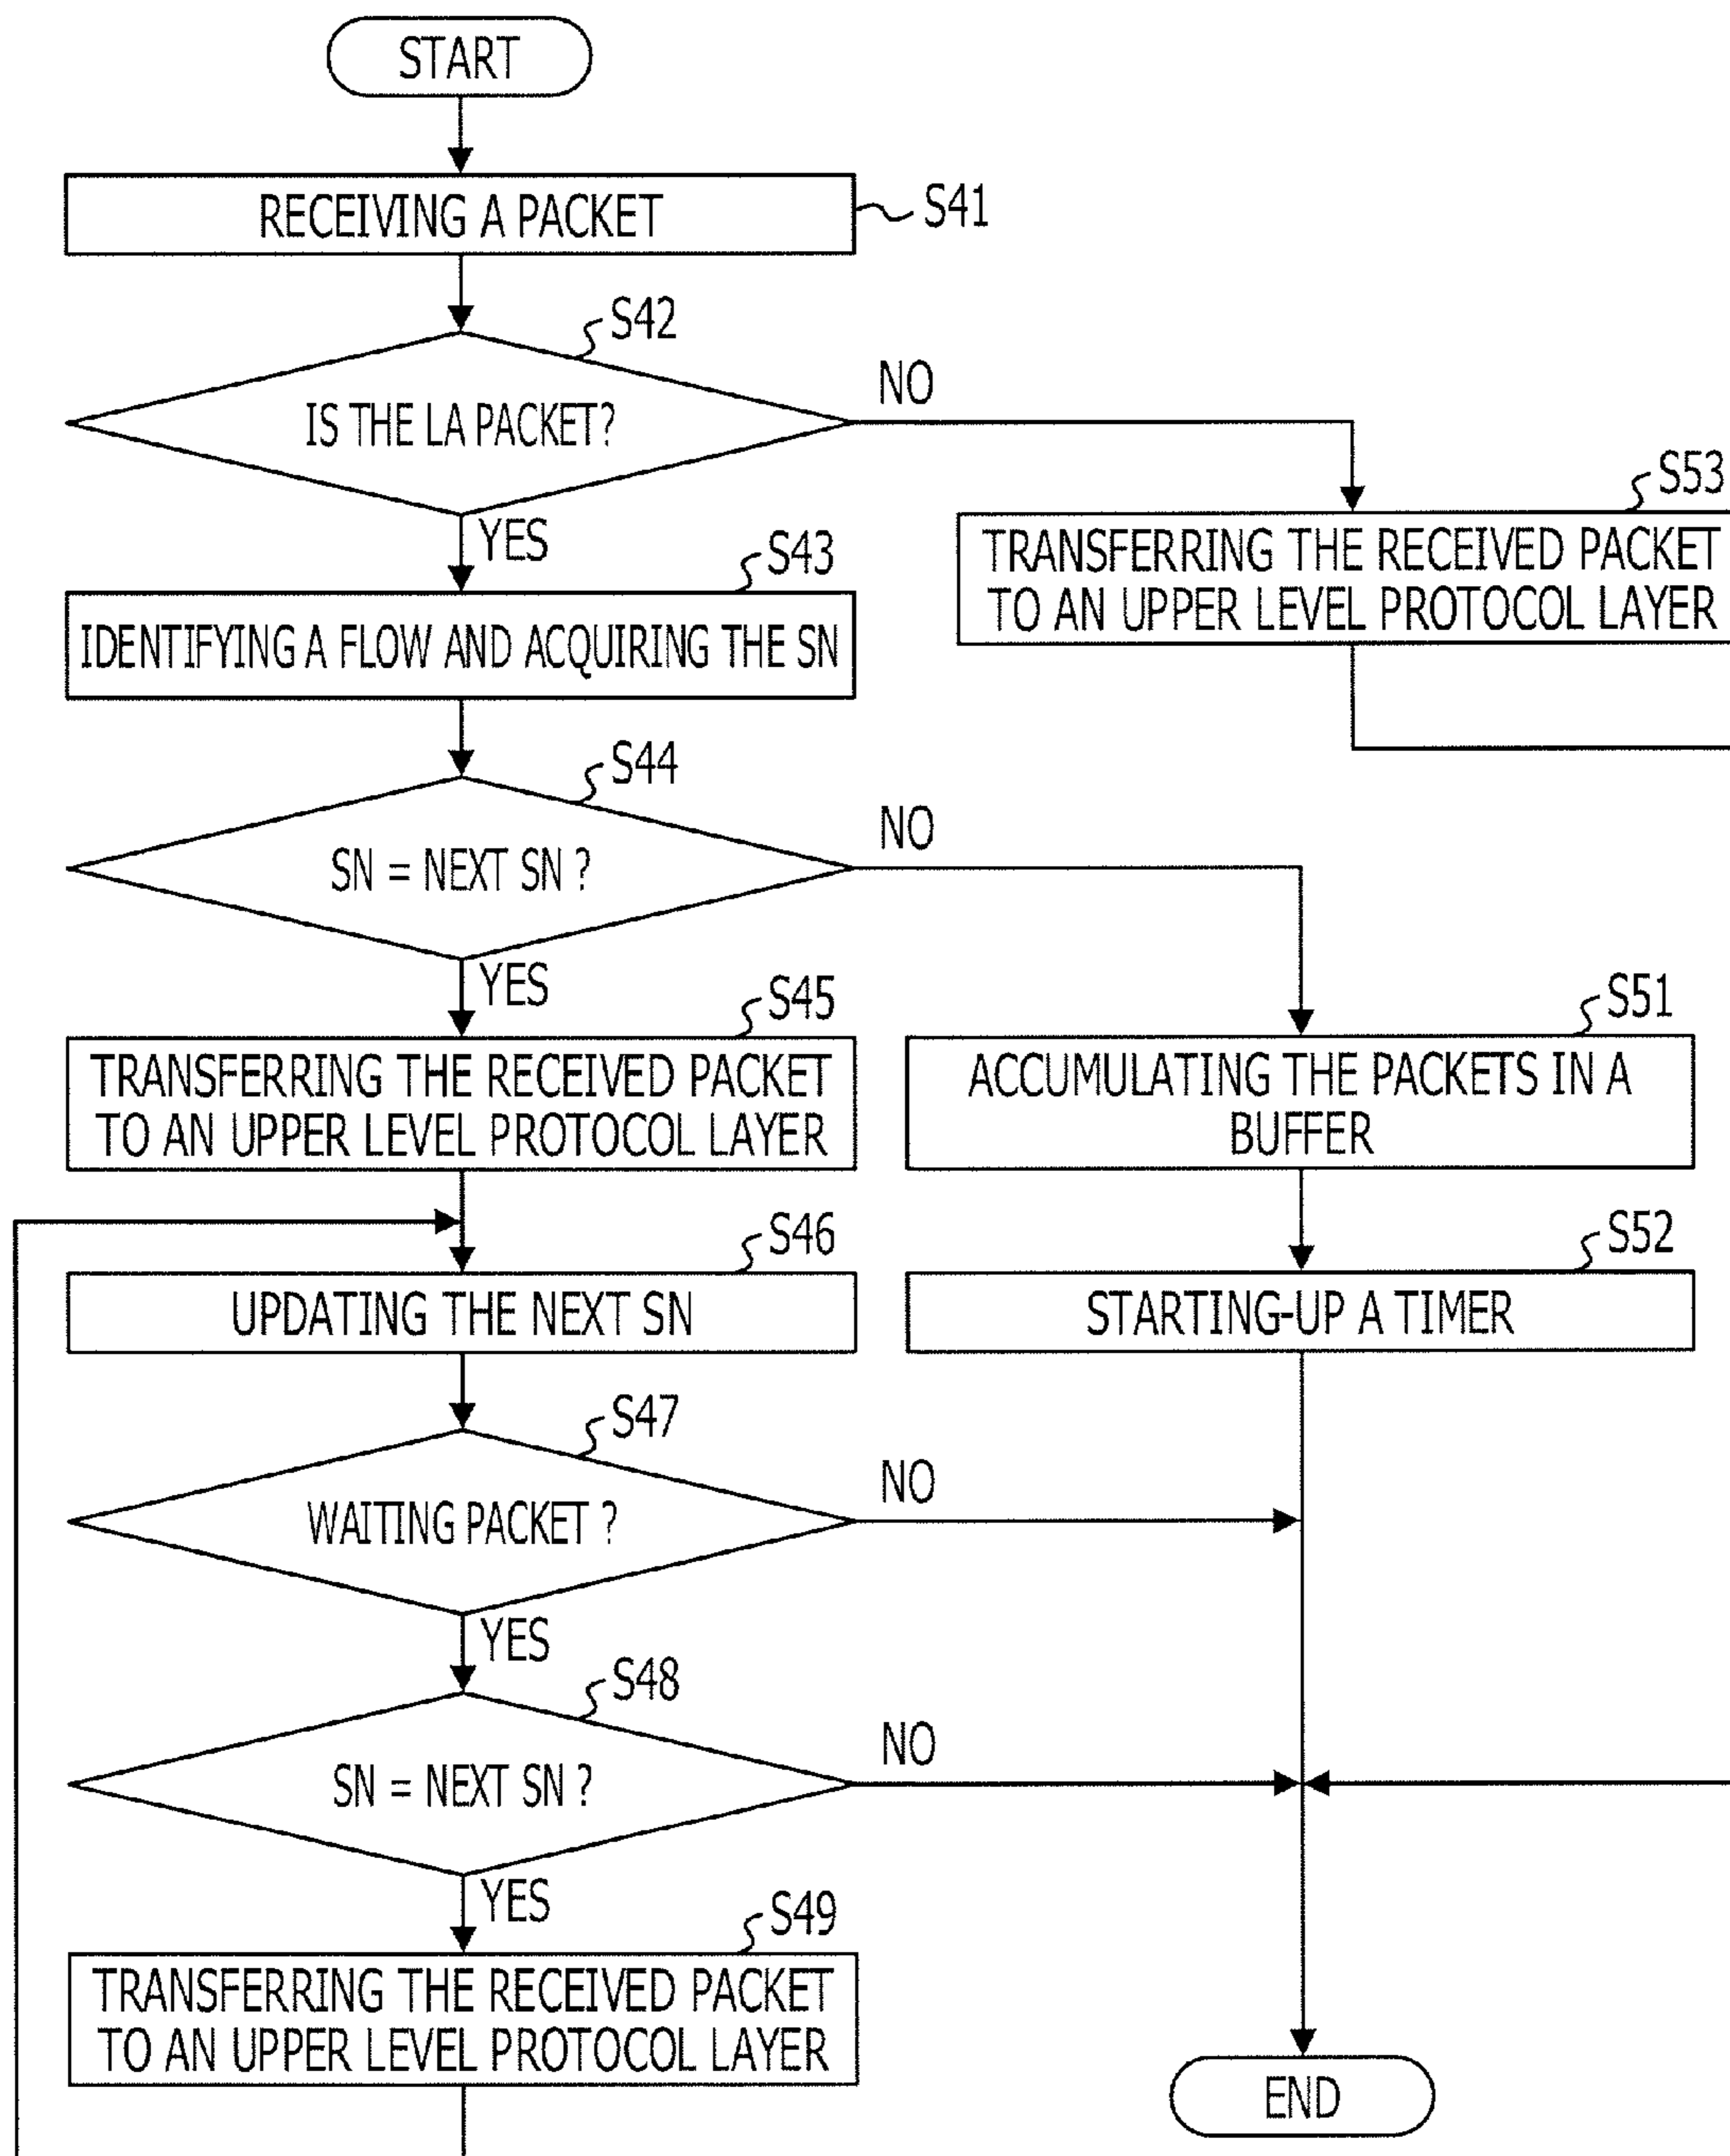 START
RECEIVING A PACKET
S41
S42
IS THE LA PACKET?
NO
YES
S53
TRANSFERRING THE RECEIVED PACKET
TO AN UPPER LEVEL PROTOCOL LAYER
S43
IDENTIFYING A FLOW AND ACQUIRING THE SN
S44
SN = NEXT SN ?
NO
YES
S45
TRANSFERRING THE RECEIVED PACKET
TO AN UPPER LEVEL PROTOCOL LAYER
S51
ACCUMULATING THE PACKETS IN A
BUFFER
S46
UPDATING THE NEXT SN
S52
STARTING-UP A TIMER
S47
WAITING PACKET ?
NO
YES
S48
SN = NEXT SN ?
NO
YES
S49
TRANSFERRING THE RECEIVED PACKET
TO AN UPPER LEVEL PROTOCOL LAYER
END